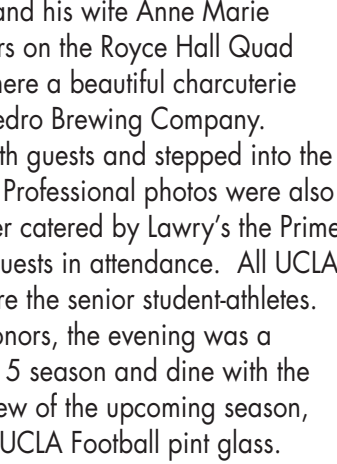 and his wife Anne Marie
rs on the Royce Hall Quad
here a beautiful charcuterie
edro Brewing Company.
th guests and stepped into the
Professional photos were also
er catered by Lawry’s the Prime
uests in attendance.  All UCLA
re the senior student-athletes.
onors, the evening was a
5 season and dine with the
ew of the upcoming season,
UCLA Football pint glass.